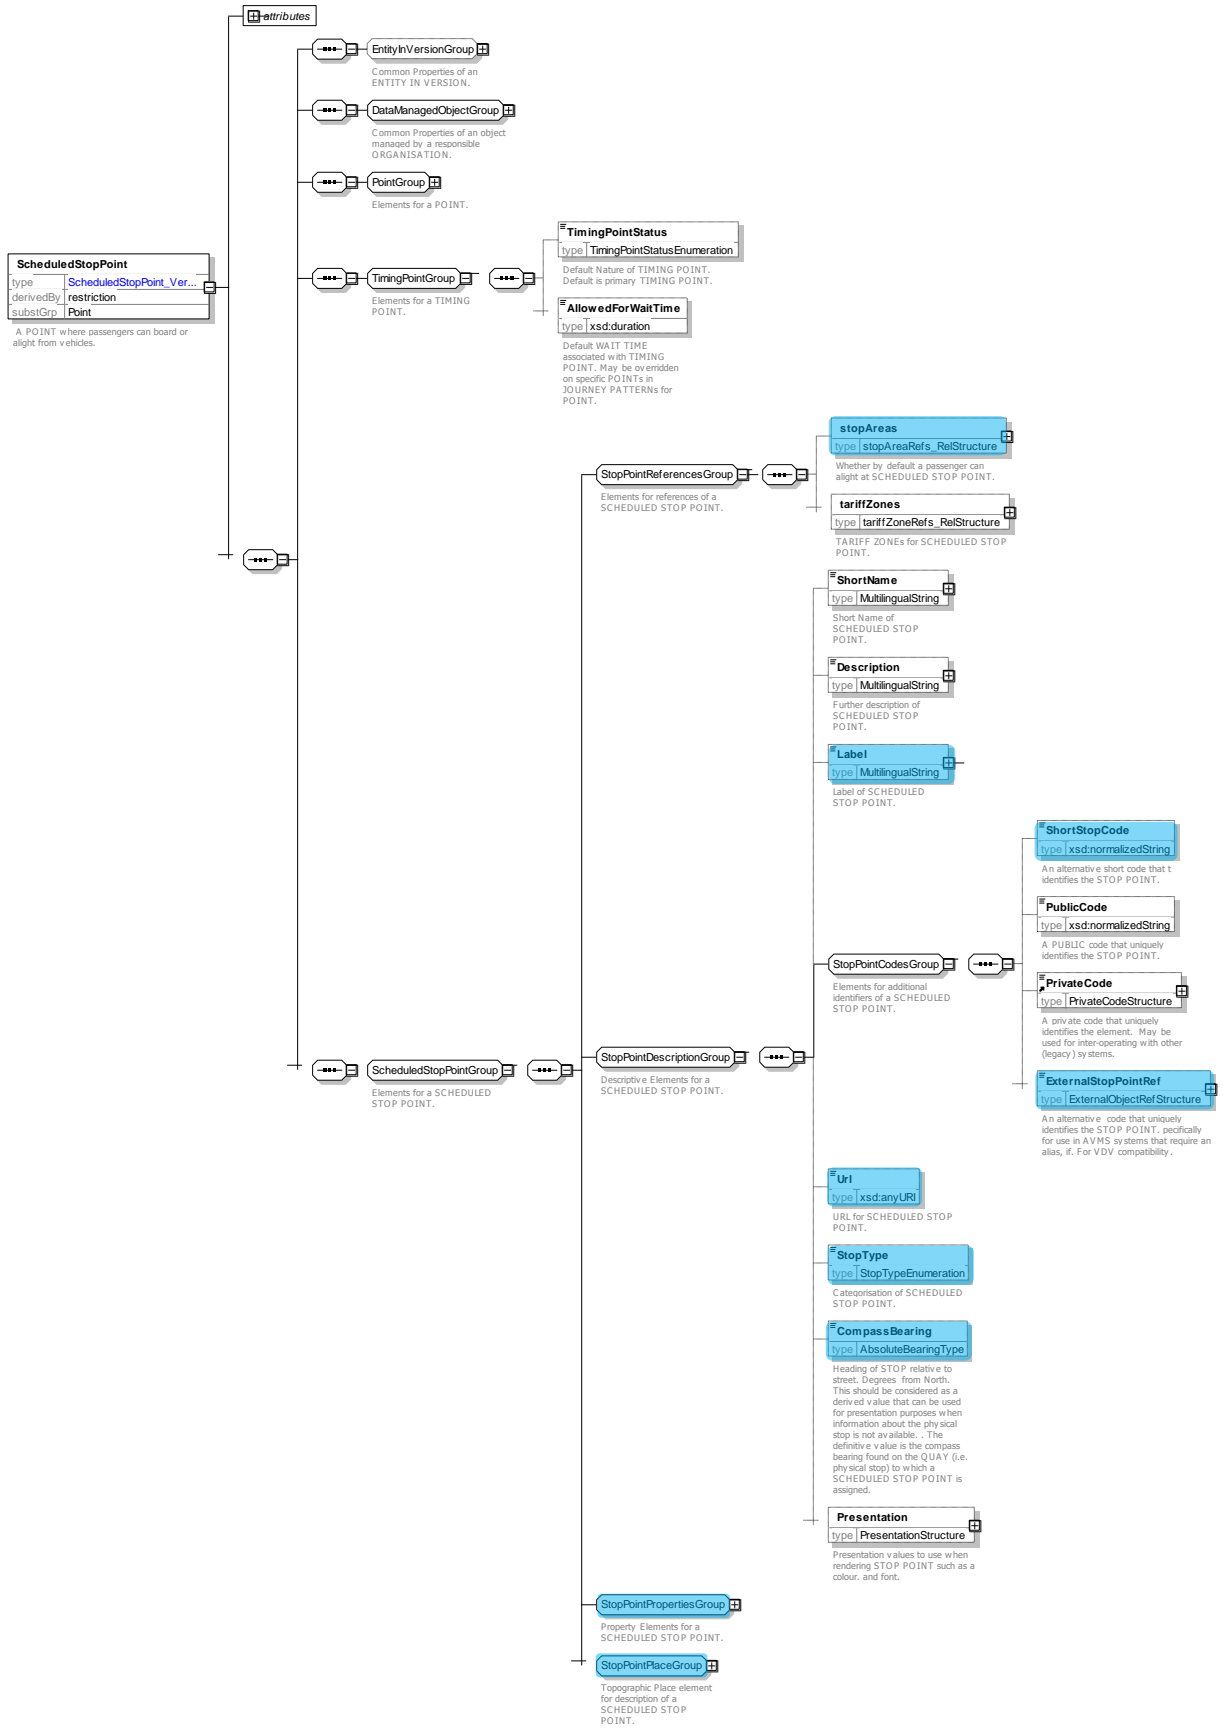 attributes
EntityInVersionGroup
Common Properties of an
ENTITY IN VERSION.
DataManagedObjectGroup
Common Properties of an object
managed by a responsible
ORGANISATION.
PointGroup
Elements for a POINT.
ScheduledStopPoint
type ScheduledStopPoint_Ver...
derivedBy restriction
substGrp Point
A POINT where passengers can board or
alight from vehicles.
TimingPointGroup
Elements for a TIMING
POINT.
TimingPointStatus
type TimingPointStatusEnumeration
Default Nature of TIMING POINT.
Default is primary TIMING POINT.
AllowedForWaitTime
type xsd:duration
Default WAIT TIME
associated with TIMING
POINT. May be overridden
on specific POINTs in
JOURNEY PATTERNs for
POINT.
StopPointReferencesGroup
Elements for references of a
SCHEDULED STOP POINT.
stopAreas
type stopAreaRefs_RelStructure
Whether by default a passenger can
alight at SCHEDULED STOP POINT.
tariffZones
type tariffZoneRefs_RelStructure
TARIFF ZONEs for SCHEDULED STOP
POINT.
ShortName
type MultilingualString
Short Name of
SCHEDULED STOP
POINT.
Description
type MultilingualString
Further description of
SCHEDULED STOP
POINT.
Label
type MultilingualString
Label of SCHEDULED
STOP POINT.
StopPointCodesGroup
Elements for additional
identifiers of a SCHEDULED
STOP POINT.
ShortStopCode
type xsd:normalizedString
An alternative short code that t
identifies the STOP POINT.
PublicCode
type xsd:normalizedString
A PUBLIC code that uniquely
identifies the STOP POINT.
PrivateCode
type PrivateCodeStructure
A private code that uniquely
identifies the element. May be
used for inter-operating with other
(legacy) systems.
ExternalStopPointRef
type ExternalObjectRefStructure
An alternative code that uniquely
identifies the STOP POINT. pecifically
for use in AVMS systems that require an
alias, if. For VDV compatibility.
ScheduledStopPointGroup
Elements for a SCHEDULED
STOP POINT.
StopPointDescriptionGroup
Descriptive Elements for a
SCHEDULED STOP POINT.
Url
type xsd:anyURI
URL for SCHEDULED STOP
POINT.
StopType
type StopTypeEnumeration
Categorisation of SCHEDULED
STOP POINT.
CompassBearing
type AbsoluteBearingType
Heading of STOP relative to
street. Degrees from North.
This should be considered as a
derived value that can be used
for presentation purposes when
information about the physical
stop is not available. . The
definitive value is the compass
bearing found on the QUAY (i.e.
physical stop) to which a
SCHEDULED STOP POINT is
assigned.
Presentation
type PresentationStructure
Presentation values to use when
rendering STOP POINT such as a
colour. and font.
StopPointPropertiesGroup
Property Elements for a
SCHEDULED STOP POINT.
StopPointPlaceGroup
Topographic Place element
for description of a
SCHEDULED STOP
POINT.